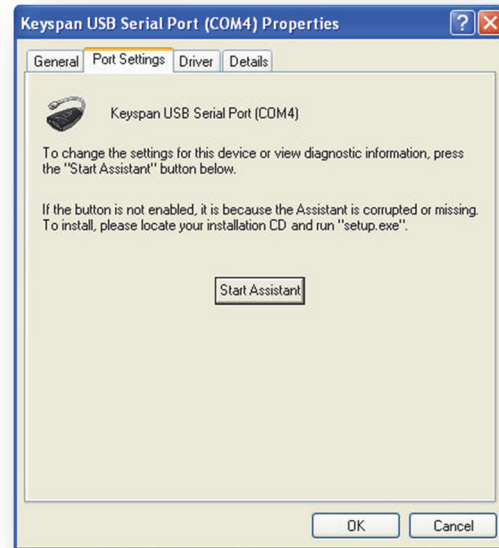 Keyspan USB Serial Port (COM4) Properties
General Port Settings Driver Details
Keyspan USB Serial Port (COM4)
To change the settings for this device or view diagnostic information, press
the "Start Assistant" button below.
If the button is not enabled, it is because the Assistant is corrupted or missing.
To install, please locate your installation CD and run "setup.exe".
Start Assistant
OK Cancel